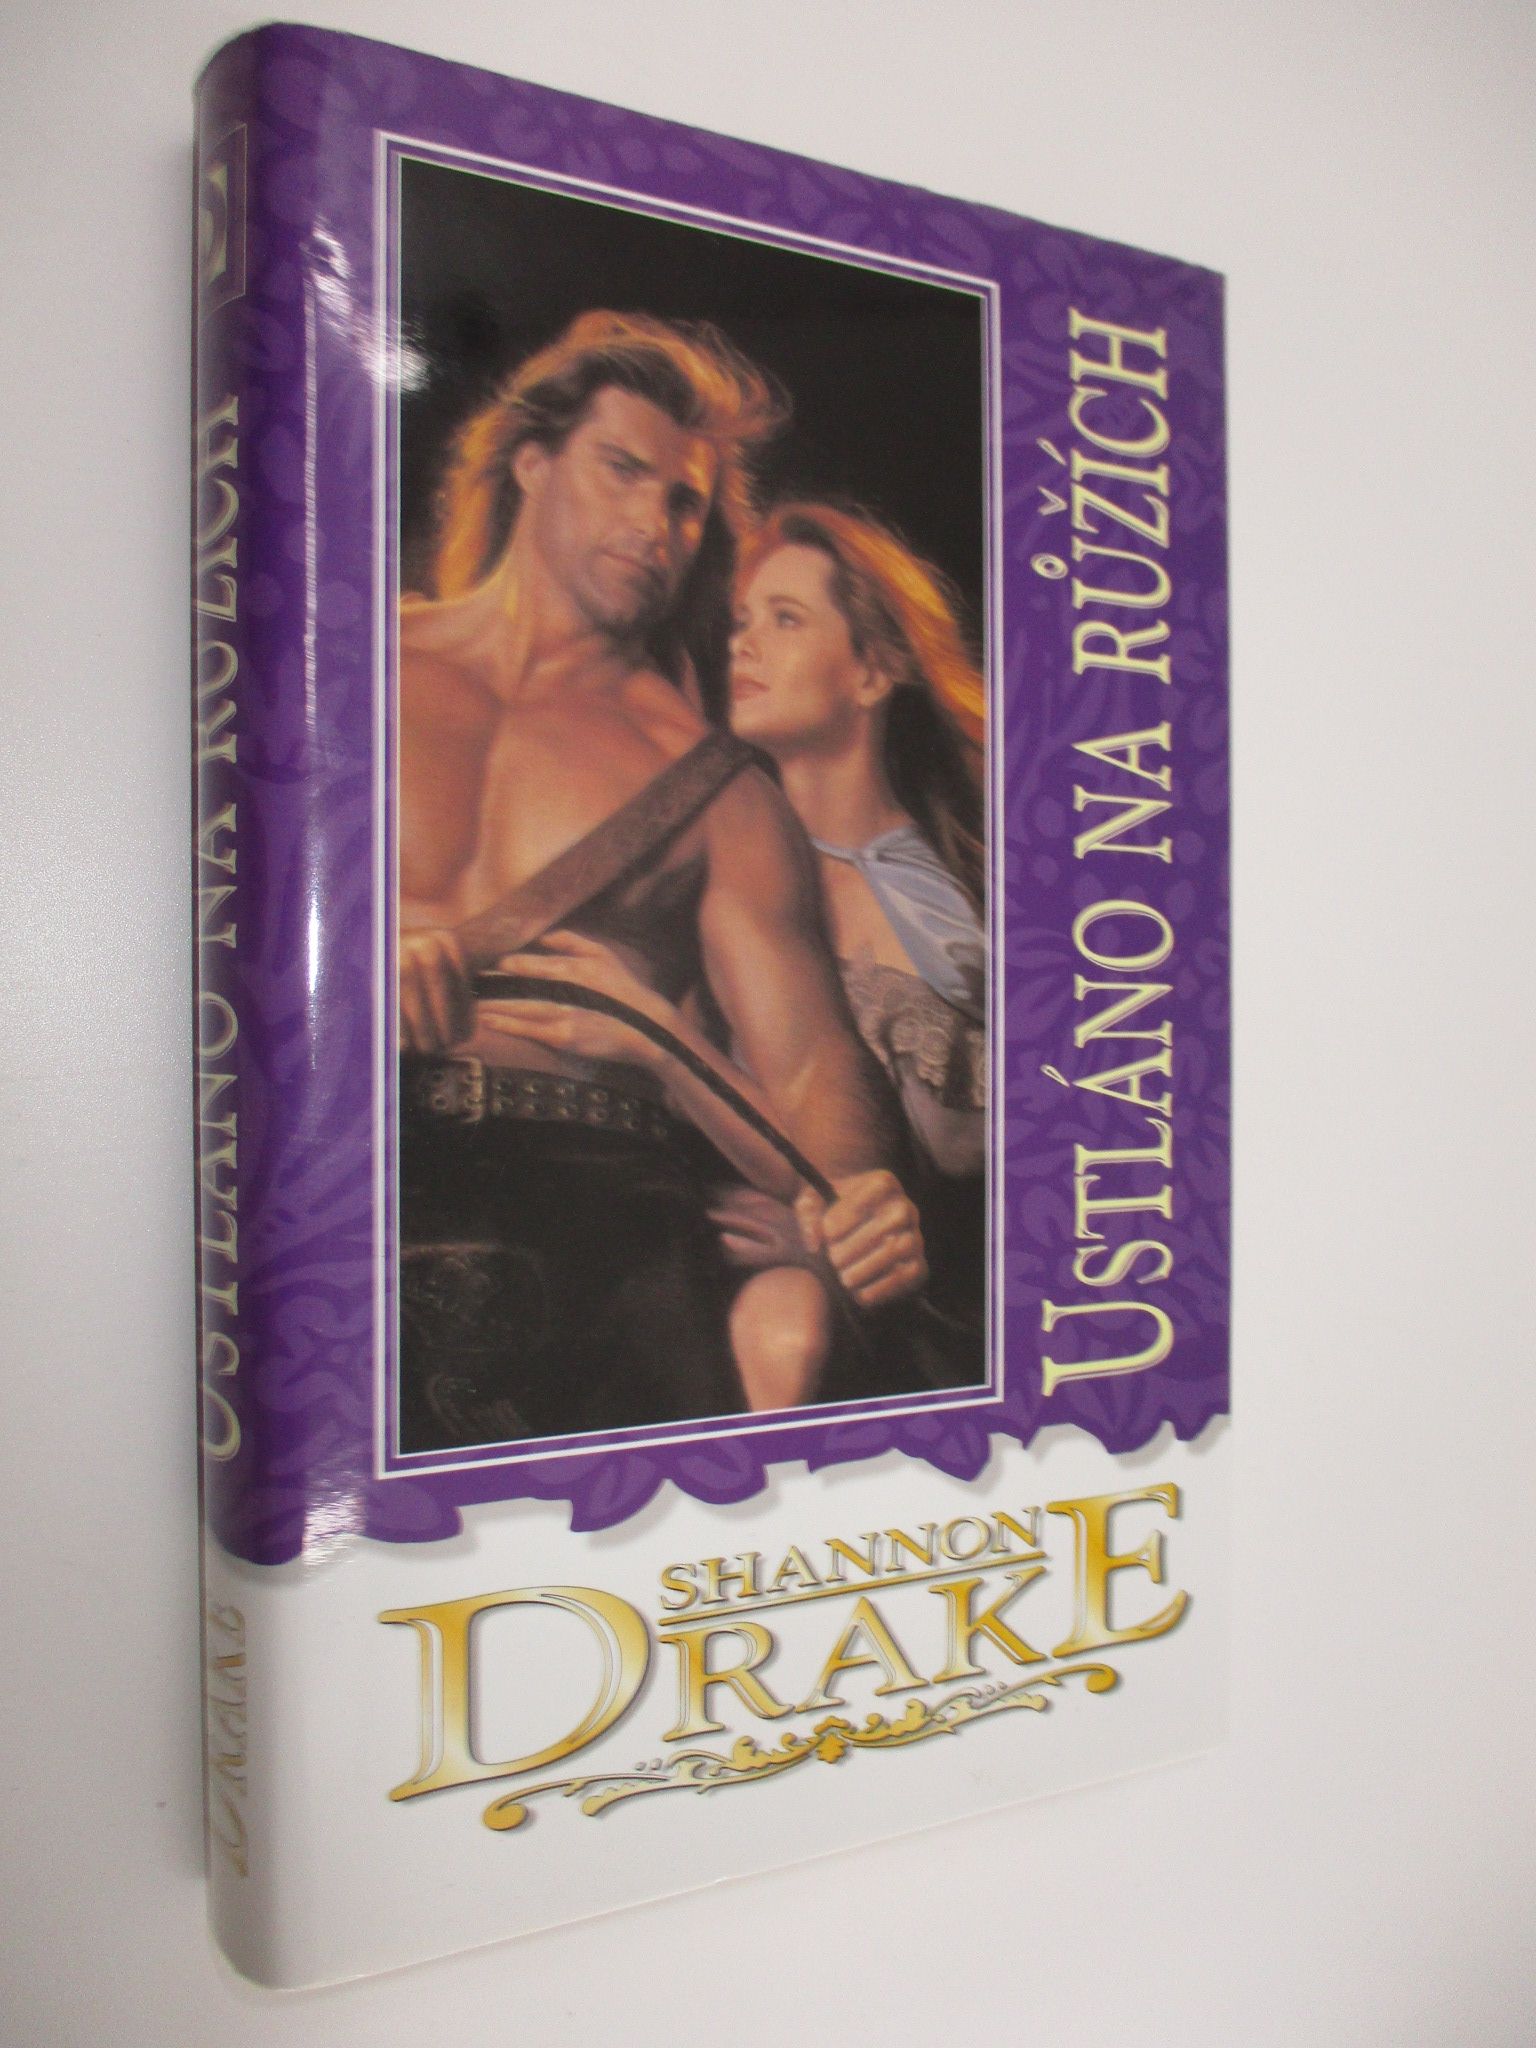 USTLÁNO NA RŮŽÍCH
SHANNON
DRAKE
USTLÁNO NA RŮŽÍCH
DRAKE